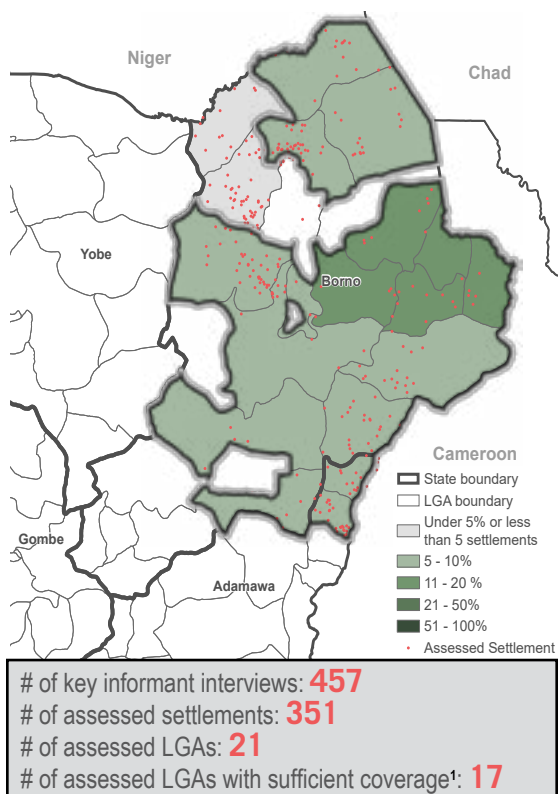 Niger
Chad
Yobe
Borno
Cameroon
State boundary
LGA boundary
Under 5% or less
than 5 settlements
5 - 10%
11 - 20 %
21 - 50%
51 - 100%
Assessed Settlement
Gombe
Adamawa
# of key informant interviews: 457
# of assessed settlements: 351
# of assessed LGAs: 21
# of assessed LGAs with sufficient coverage¹: 17